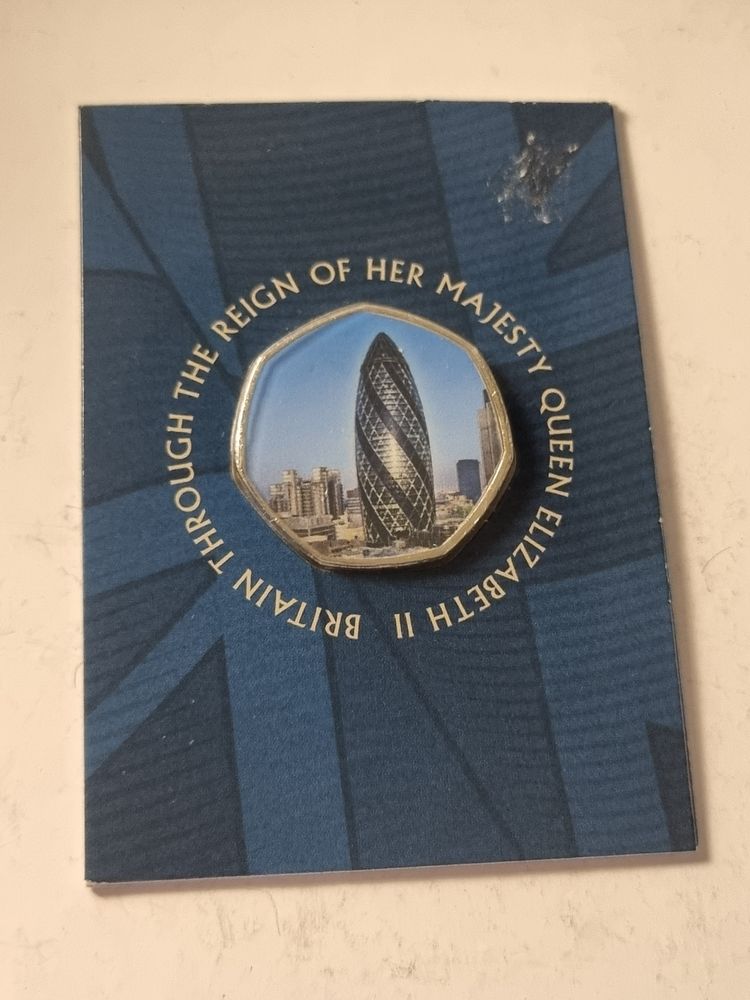 BRITAIN THROUGH THE REIGN OF HER MAJESTY QUEEN ELIZABETH II